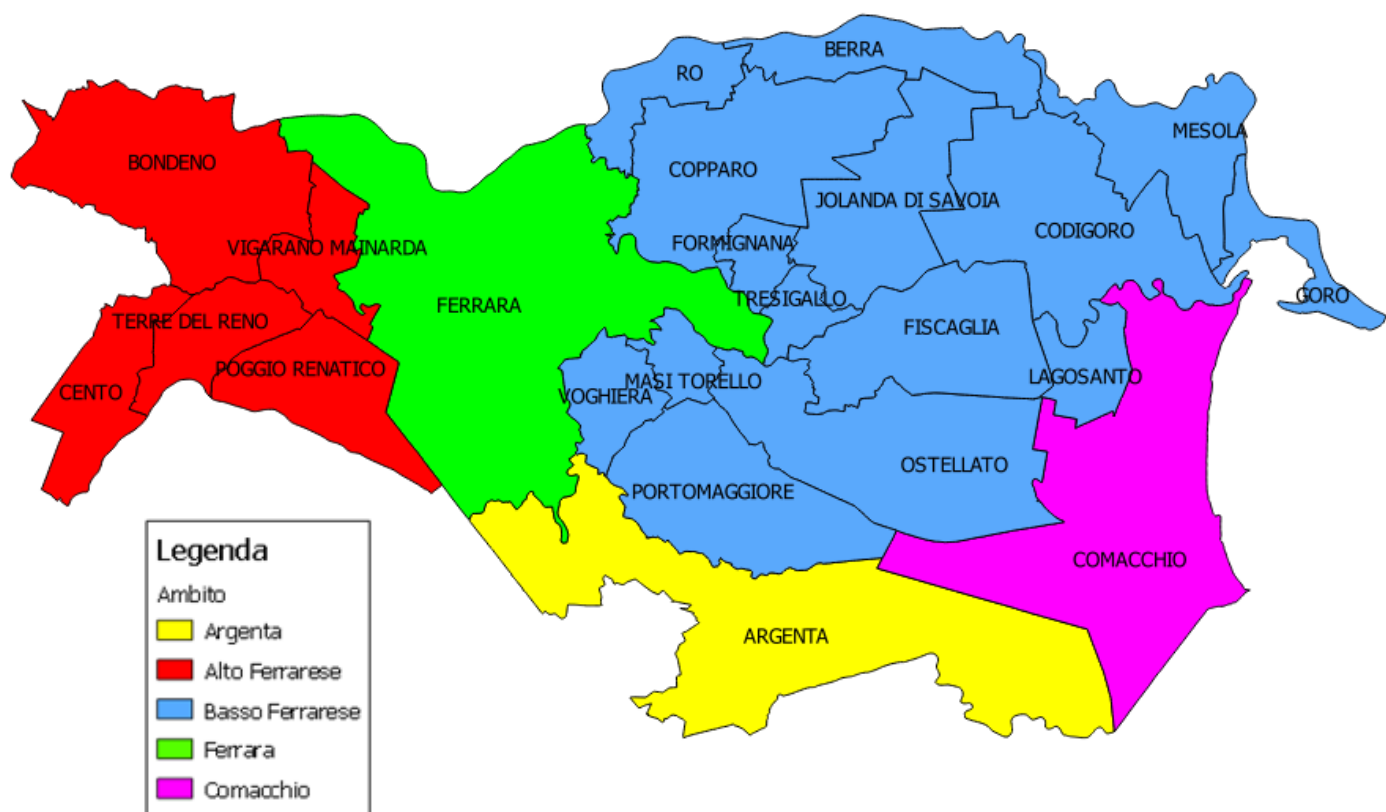 BERRA
RO
MESOLA
BONDENO
COPPARO
JOLANDA DI SAVOIA
CODIGORO
FORMIGNANA
VIGARANO MAINARDA
TRESIGALLO
GORO
FERRARA
TERRE DEL RENO
FISCAGLIA
POGGIO RENATICO
LAGOSANTO
MASI TORELLO
CENTO
VOGHIERA
OSTELLATO
PORTOMAGGIORE
COMACCHIO
ARGENTA
Legenda
Ambito
Argenta
Alto Ferrarese
Basso Ferrarese
Ferrara
Comacchio